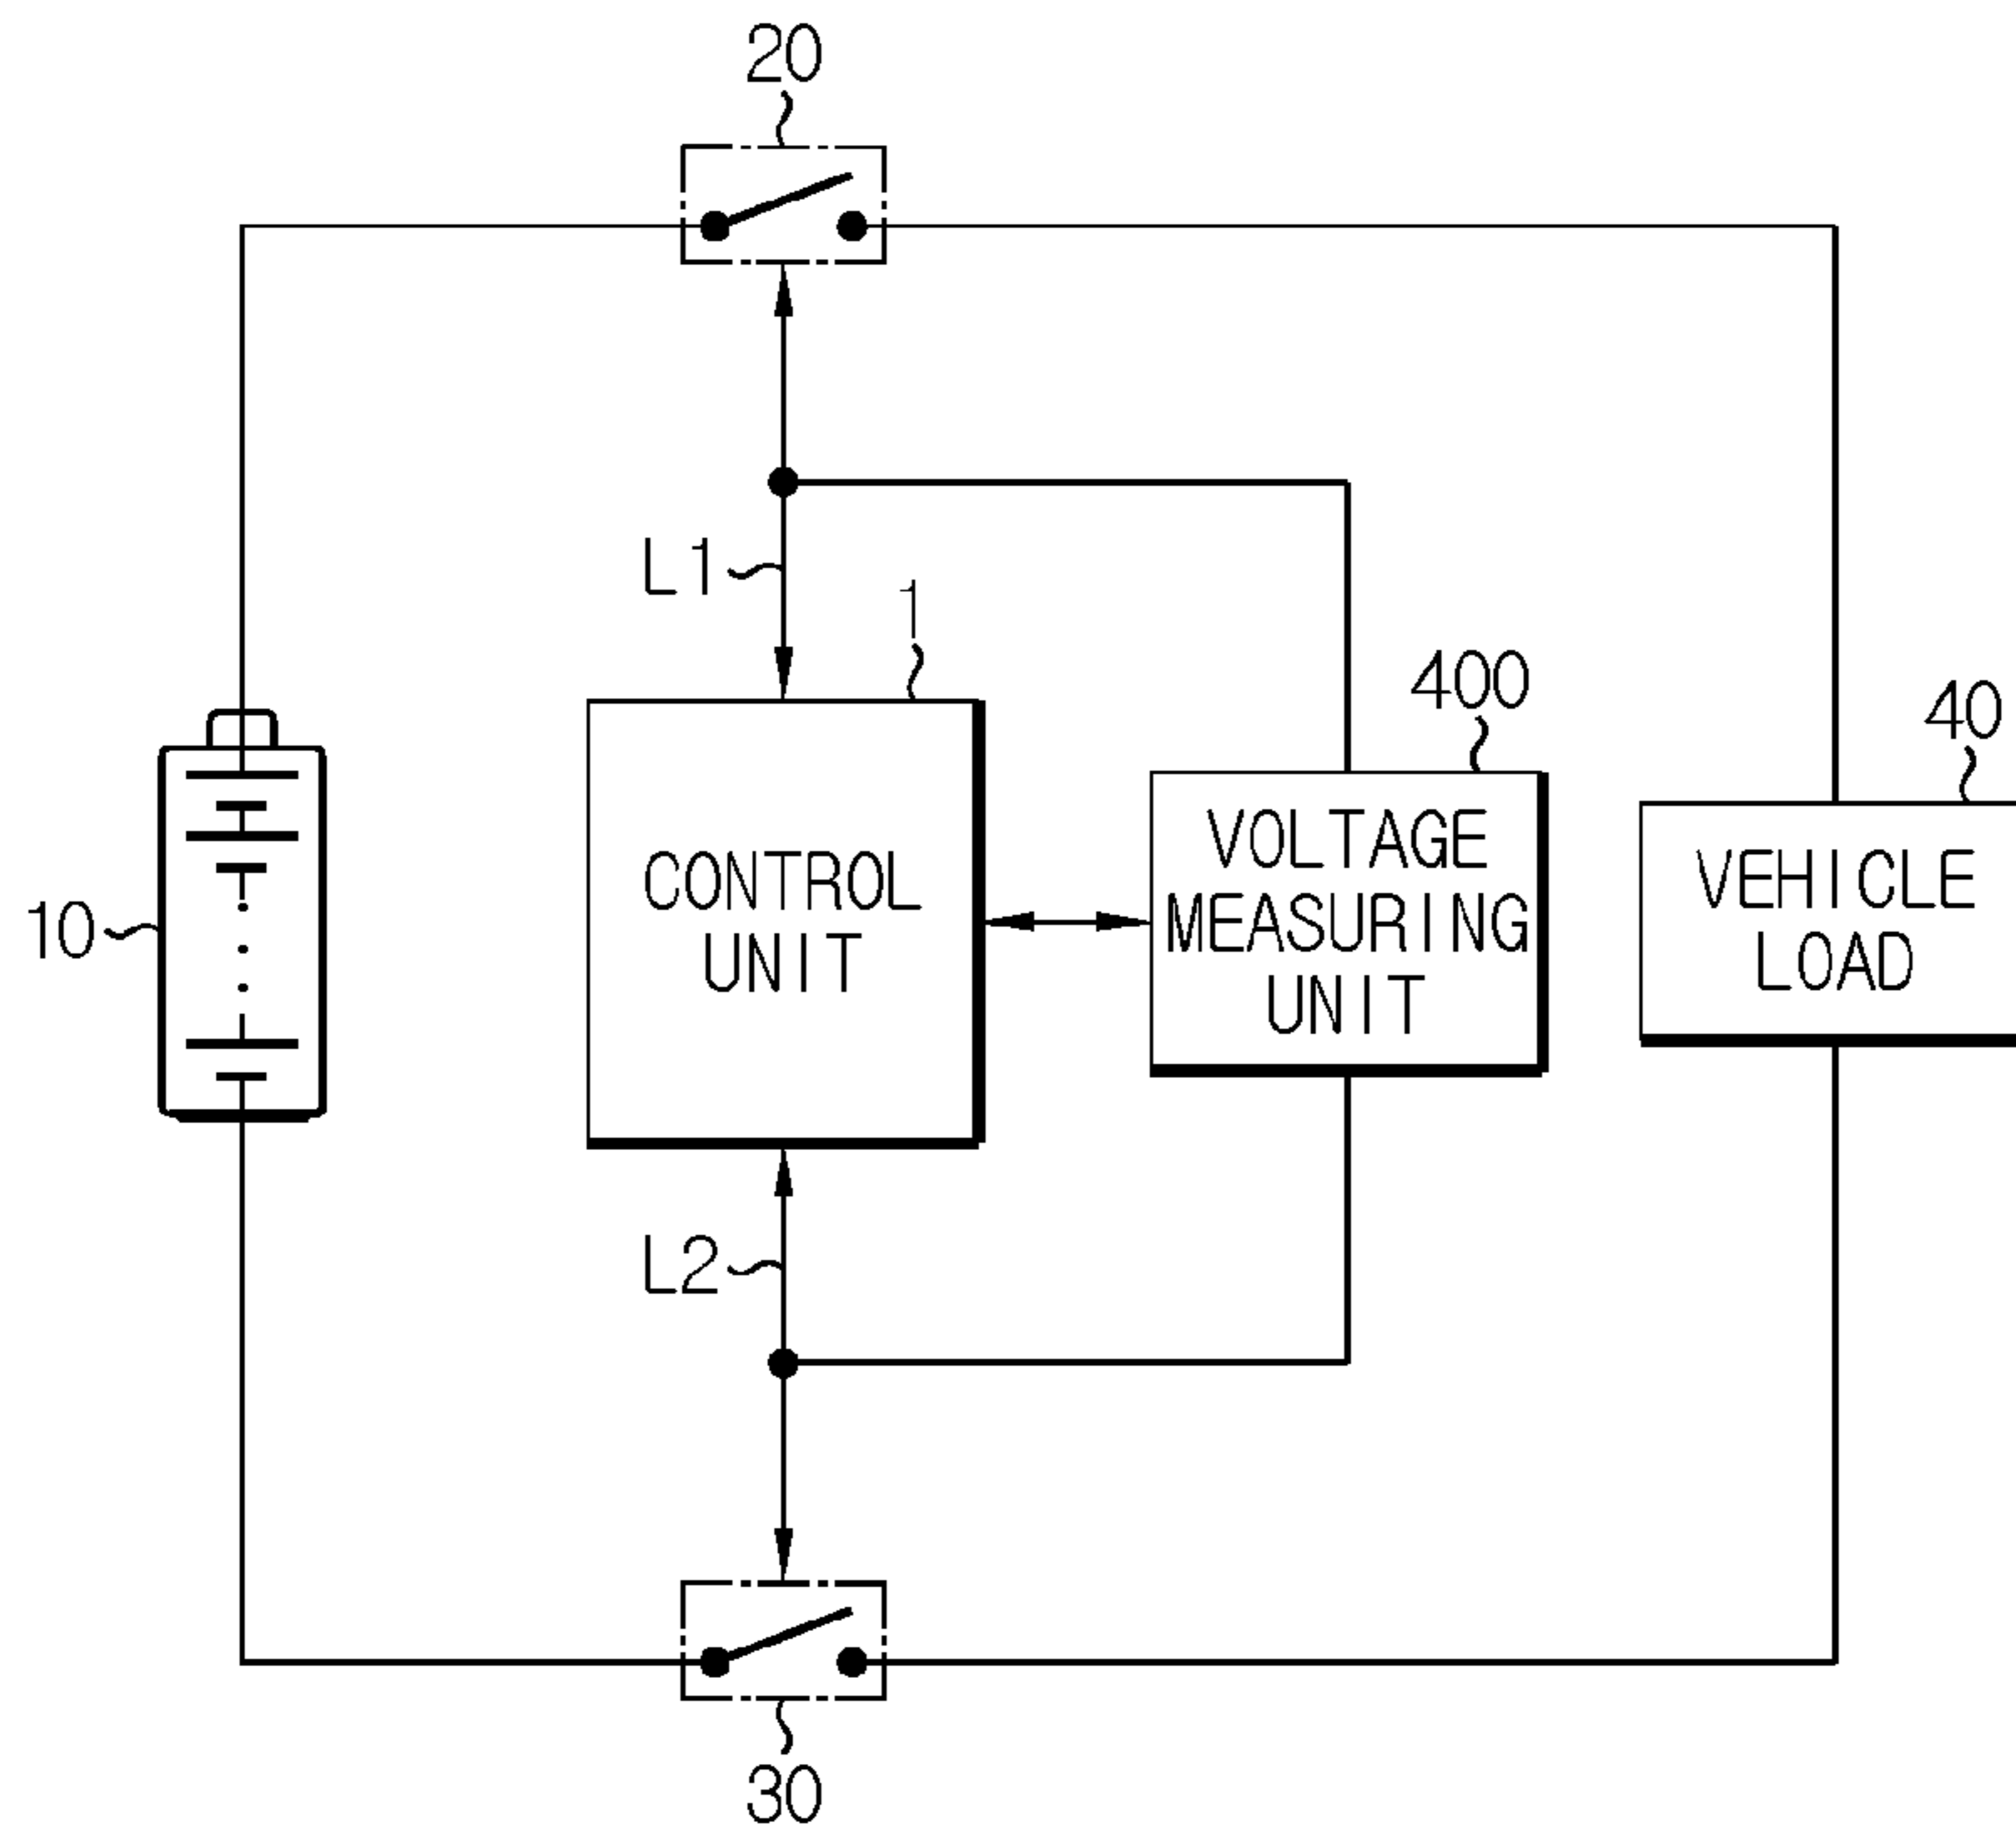 20
L1
1
400
40
CONTROL
UNIT
VOLTAGE
MEASURING
UNIT
VEHICLE
LOAD
10
L2
30